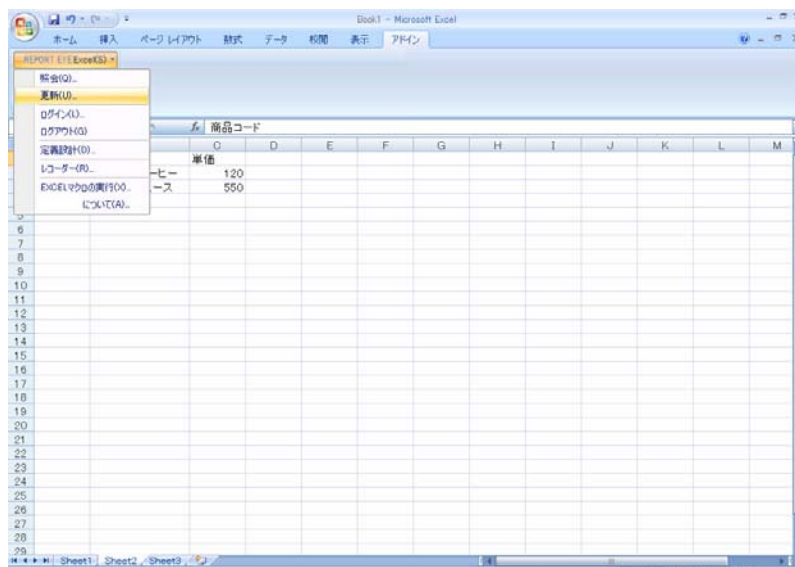 Book1 - Microsoft Excel
ホーム 挿入 ページ レイアウト 数式 データ 校閲 表示 アドイン
REPORT EYE Excel(S)
照会(Q)...
更新(U)...
ログイン(L)...
ログアウト(G)
定義設計(D)...
レコーダー(R)...
EXCELマクロの実行(X)...
について(A)...
fx 商品コード
C D E F G H I J K L M
単価
ーヒー 120
ース 550
5
6
7
8
9
10
11
12
13
14
15
16
17
18
19
20
21
22
23
24
25
26
27
28
29
Sheet1 Sheet2 Sheet3